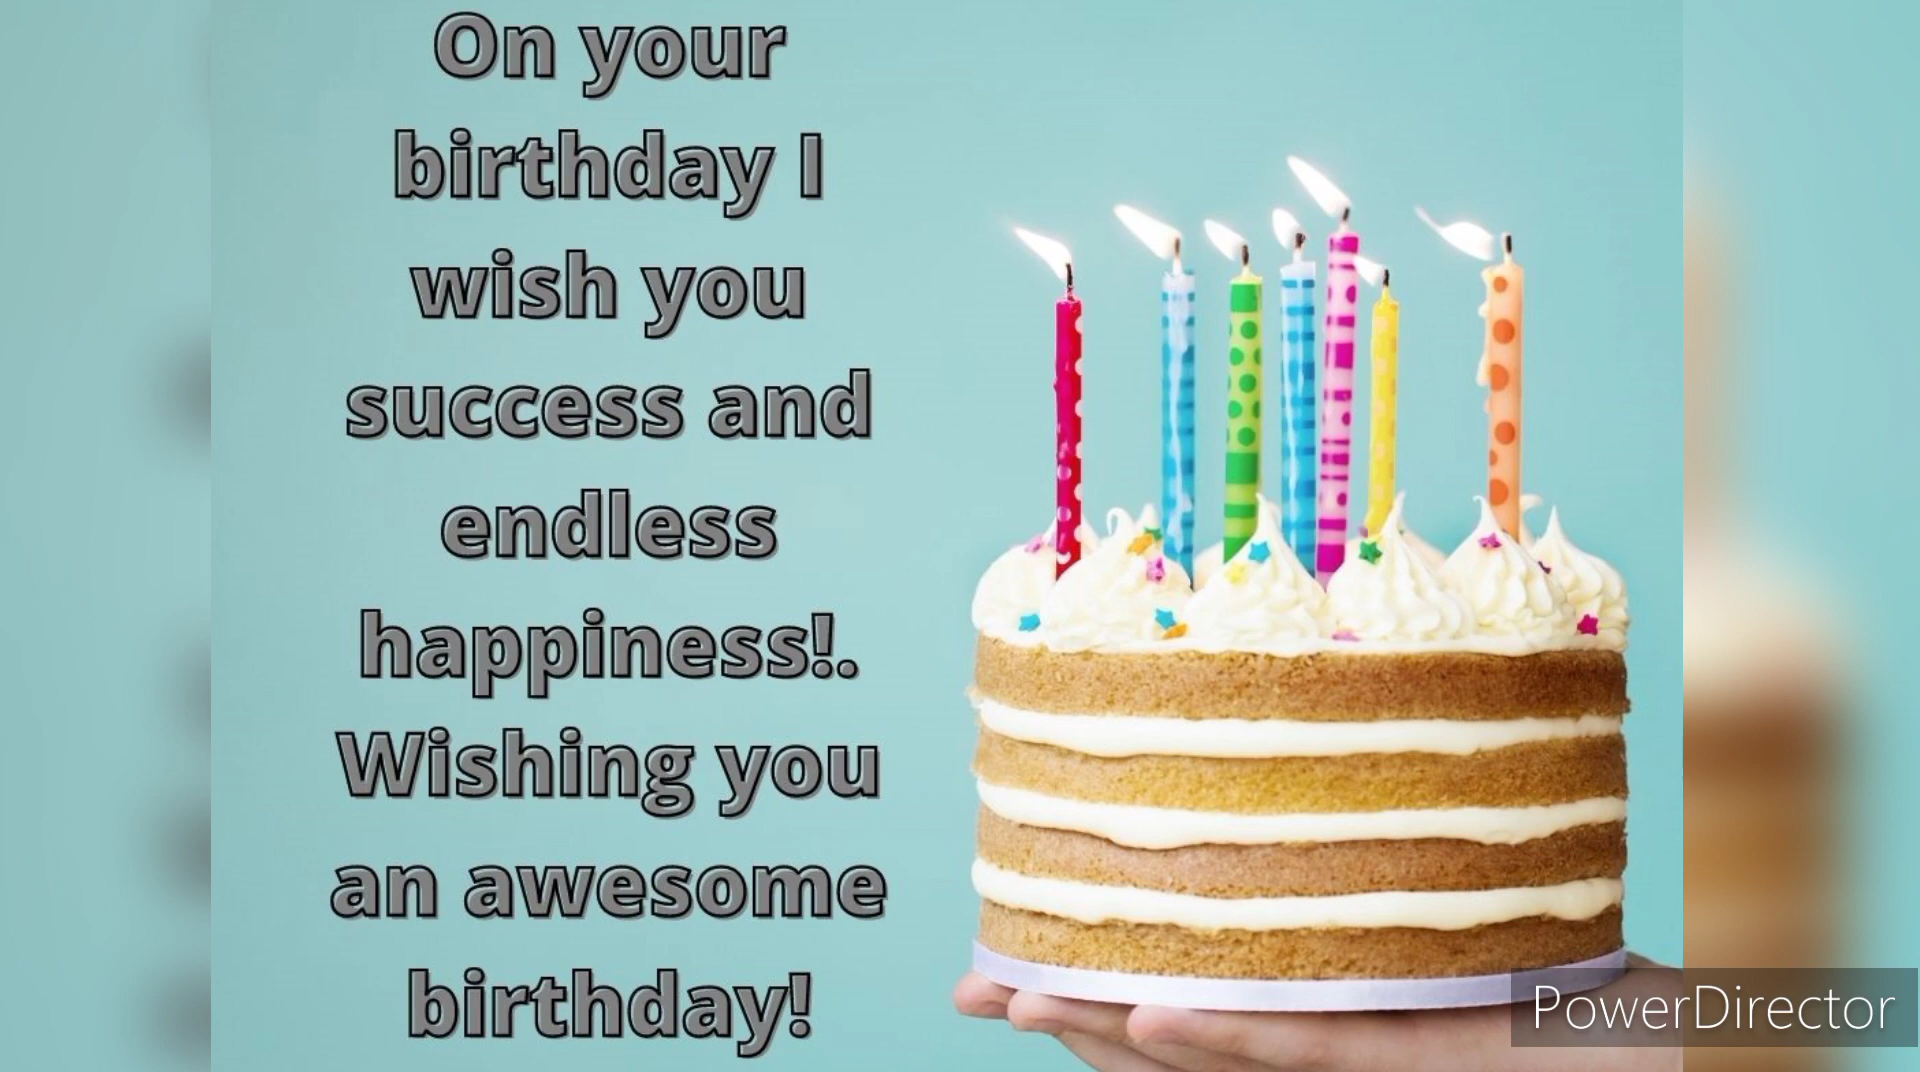 On your
birthday I
wish you
success and
endless
happiness!.
Wishing you
an awesome
birthday!
PowerDirector